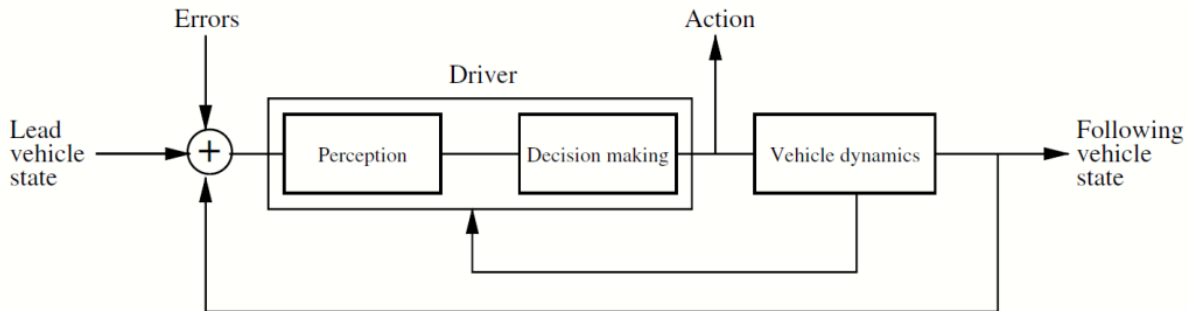 Errors
Action
Driver
Lead
vehicle
state
+
Perception
Decision making
Vehicle dynamics
Following
vehicle
state